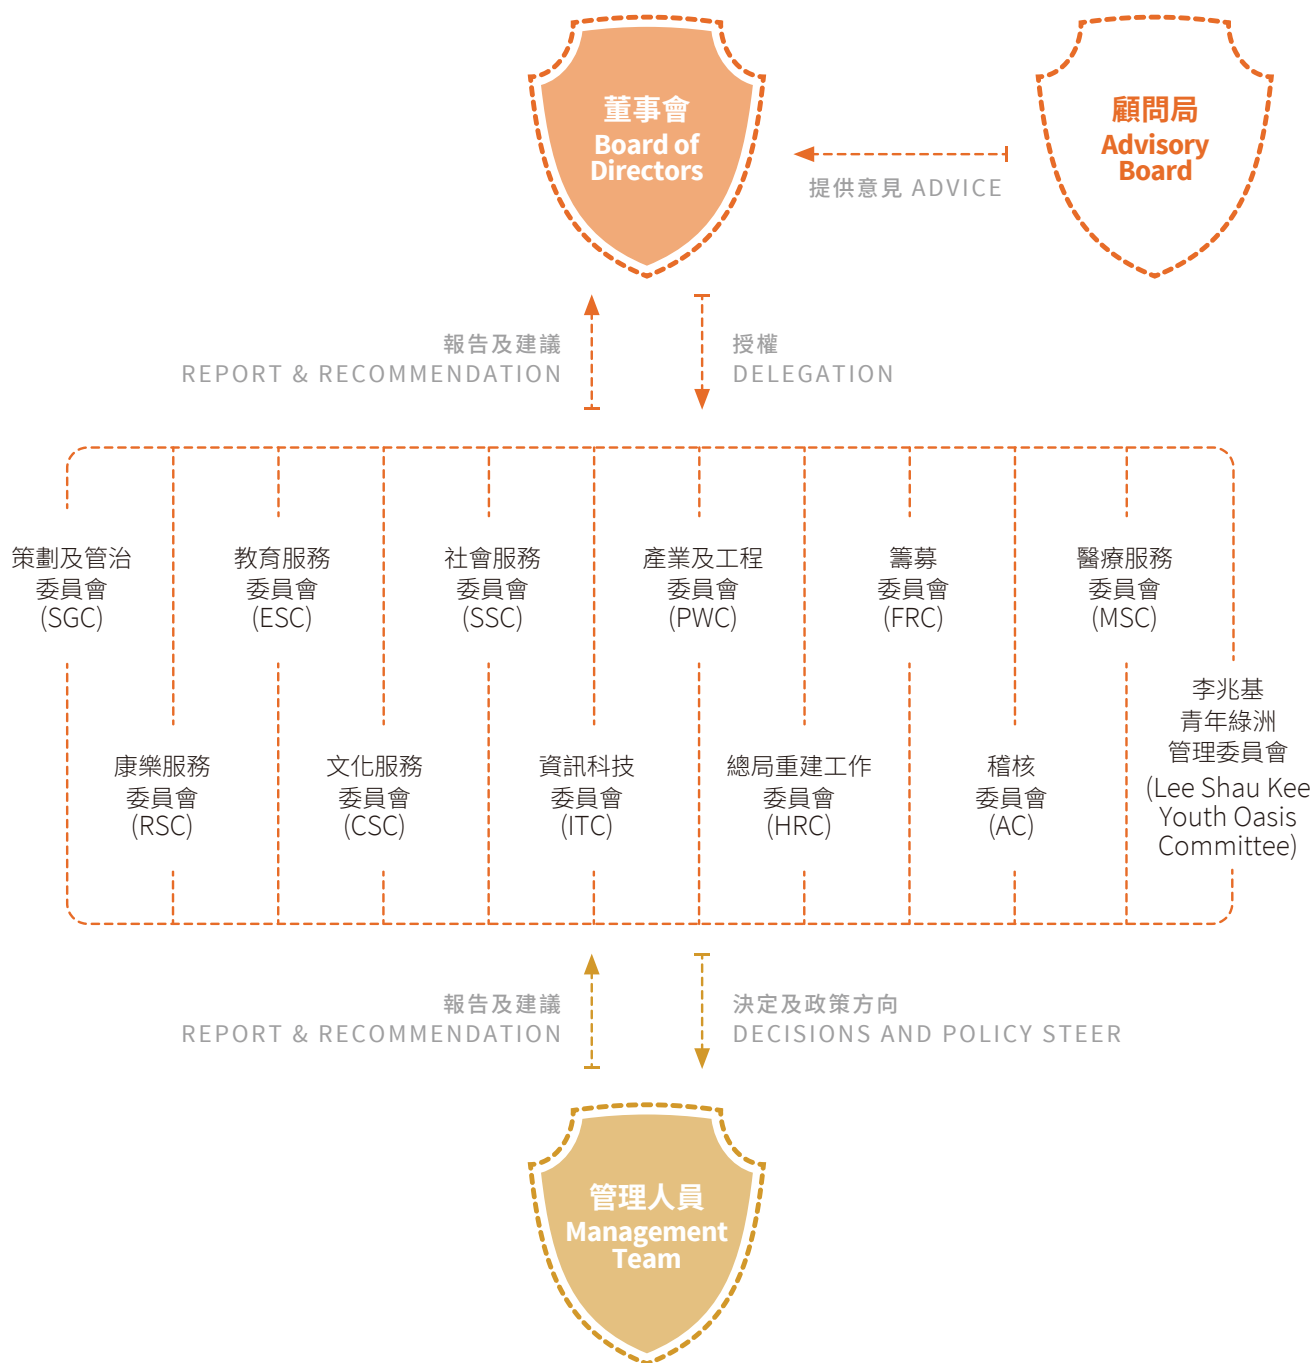 董事會
Board of
Directors
顧問局
Advisory
Board
提供意見 ADVICE
報告及建議
REPORT & RECOMMENDATION
授權
DELEGATION
策劃及管治
委員會
(SGC)
教育服務
委員會
(ESC)
社會服務
委員會
(SSC)
產業及工程
委員會
(PWC)
籌募
委員會
(FRC)
醫療服務
委員會
(MSC)
李兆基
青年綠洲
管理委員會
(Lee Shau Kee
Youth Oasis
Committee)
康樂服務
委員會
(RSC)
文化服務
委員會
(CSC)
資訊科技
委員會
(ITC)
總局重建工作
委員會
(HRC)
稽核
委員會
(AC)
報告及建議
REPORT & RECOMMENDATION
決定及政策方向
DECISIONS AND POLICY STEER
管理人員
Management
Team